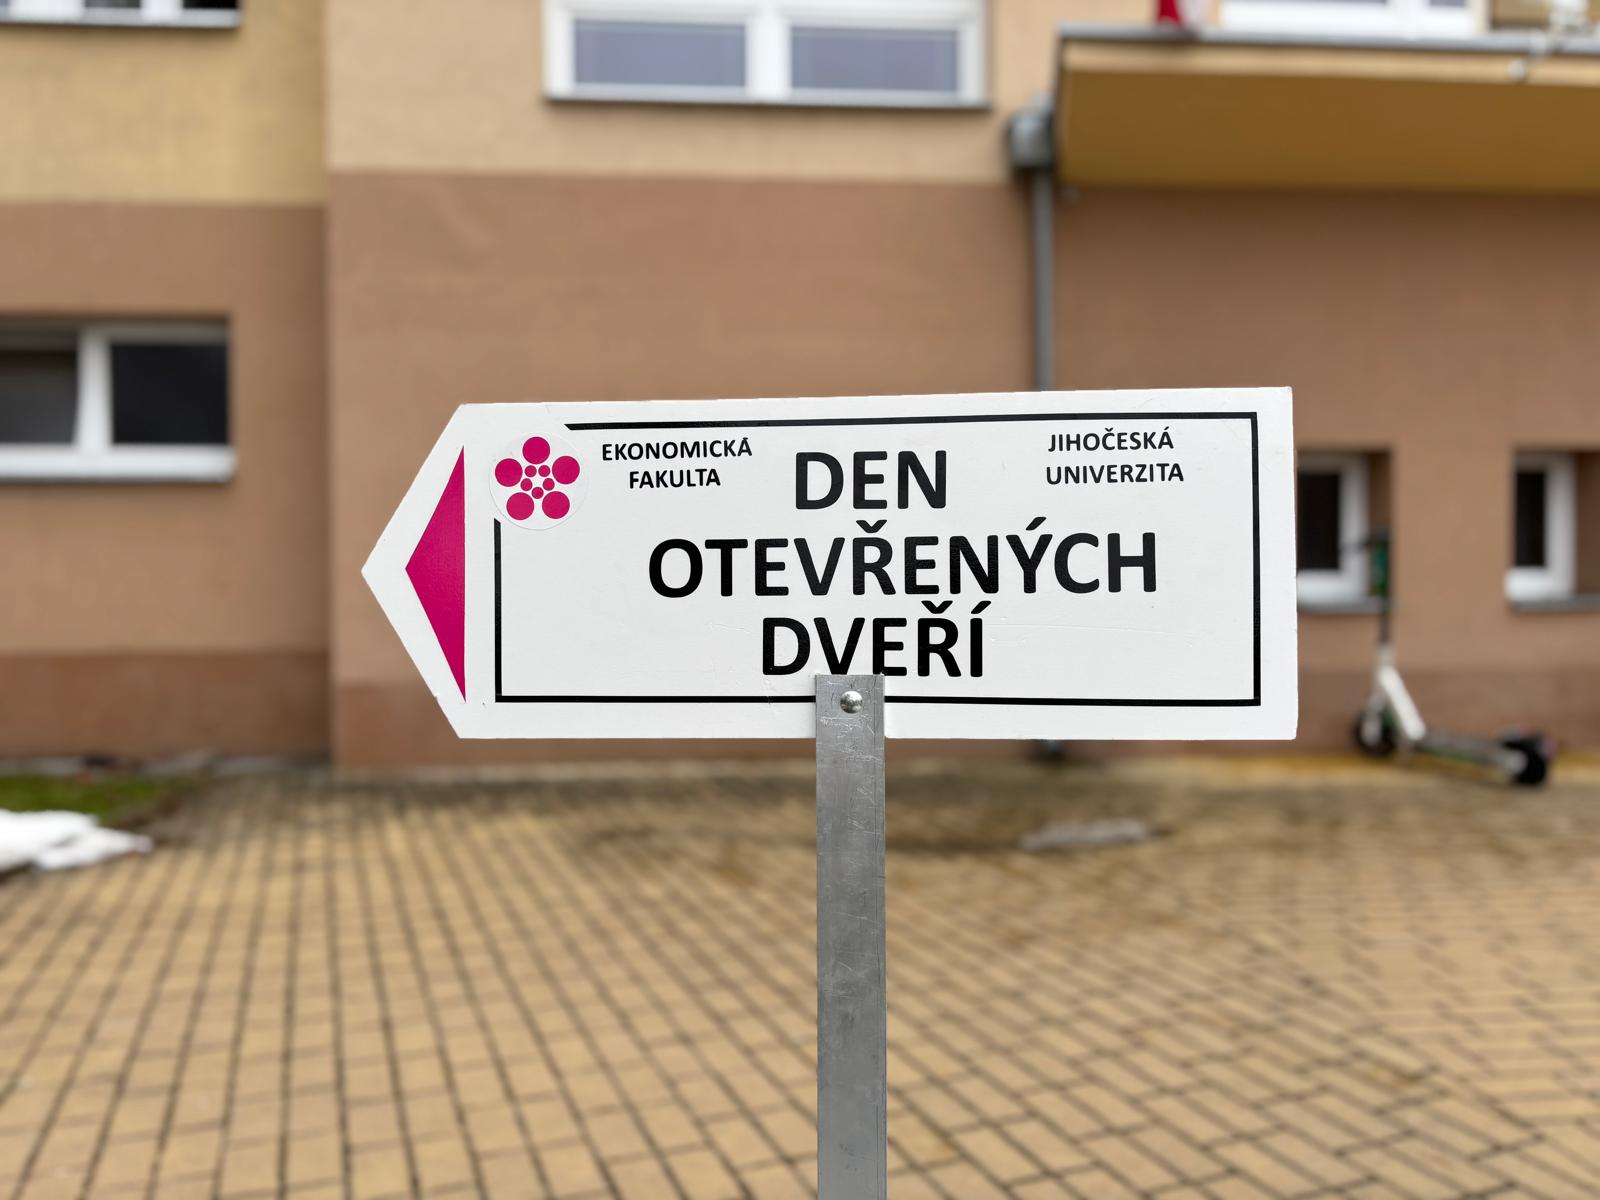 EKONOMICKÁ
FAKULTA
DEN
OTEVŘENÝCH
DVEŘÍ
JIHOČESKÁ
UNIVERZITA